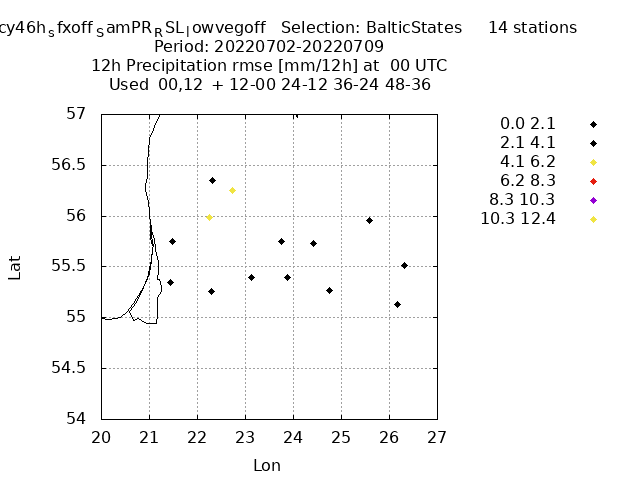 cy46h_sfxoff_samPR_RSL_lowvegoff Selection: BalticStates 14 stations
Period: 20220702-20220709
12h Precipitation rmse [mm/12h] at 00 UTC
Used 00,12 + 12-00 24-12 36-24 48-36
57
56.5
56
55.5
55
54.5
54
20 21 22 23 24 25 26 27
Lat
Lon
0.0 2.1
2.1 4.1
4.1 6.2
6.2 8.3
8.3 10.3
10.3 12.4